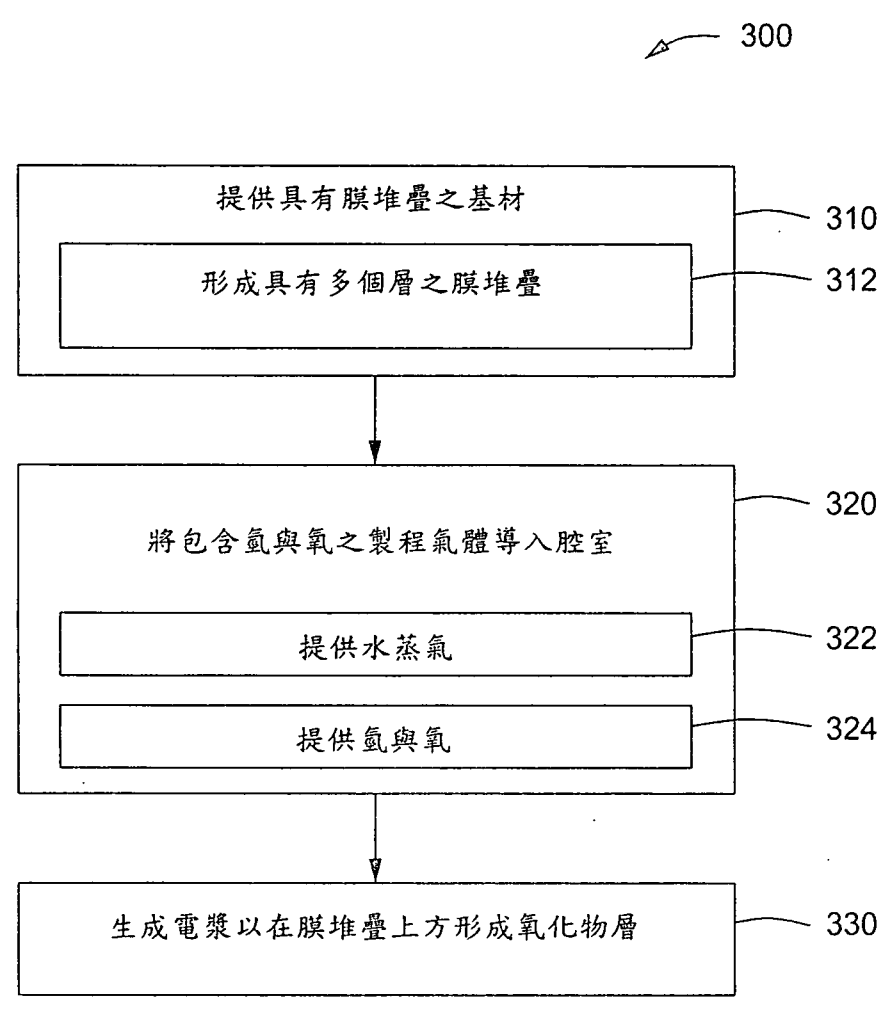 300
提供具有膜堆疊之基材
310
形成具有多個層之膜堆疊
312
320
將包含氫與氧之製程氣體導入腔室
提供水蒸氣
322
提供氫與氧
324
生成電漿以在膜堆疊上方形成氧化物層
330